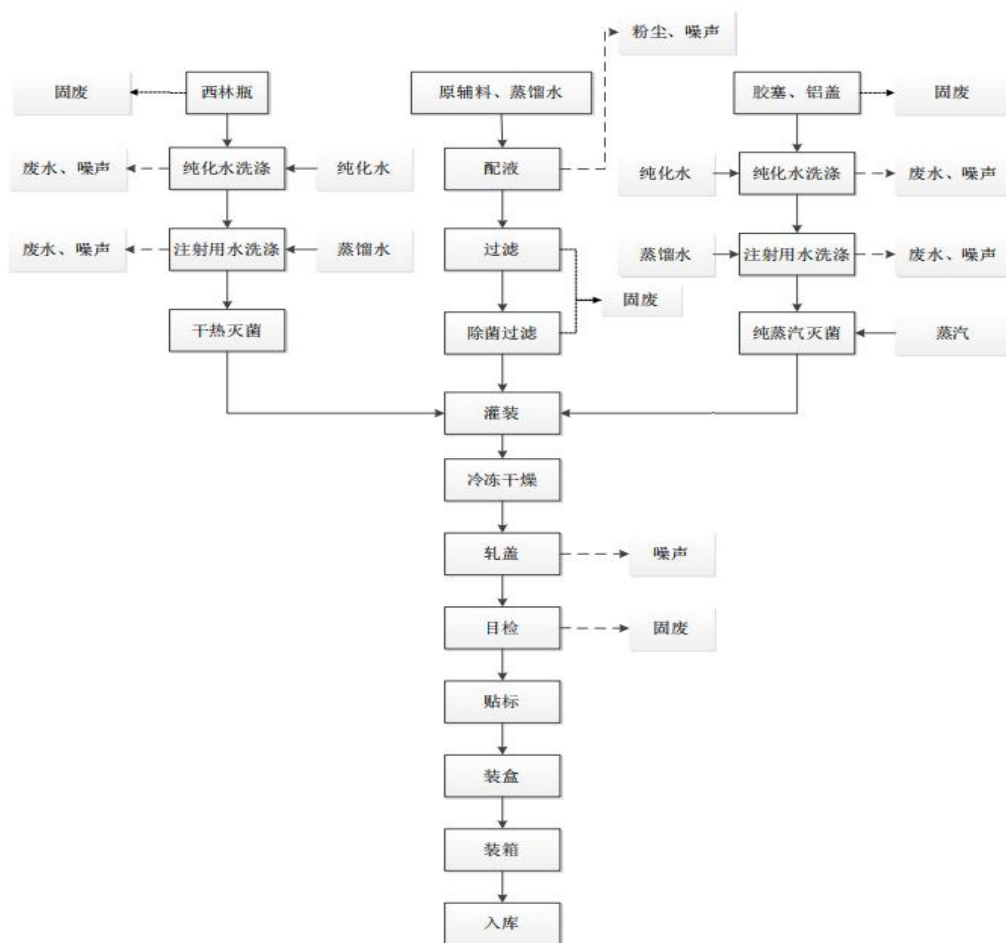 粉尘、噪声
固废
西林瓶
原辅料、蒸馏水
胶塞、铝盖
固废
废水、噪声
纯化水洗涤
纯化水
配液
纯化水
纯化水洗涤
废水、噪声
废水、噪声
注射用水洗涤
蒸馏水
过滤
蒸馏水
注射用水洗涤
废水、噪声
固废
干热灭菌
除菌过滤
纯蒸汽灭菌
蒸汽
灌装
冷冻干燥
轧盖
噪声
目检
固废
贴标
装盒
装箱
入库